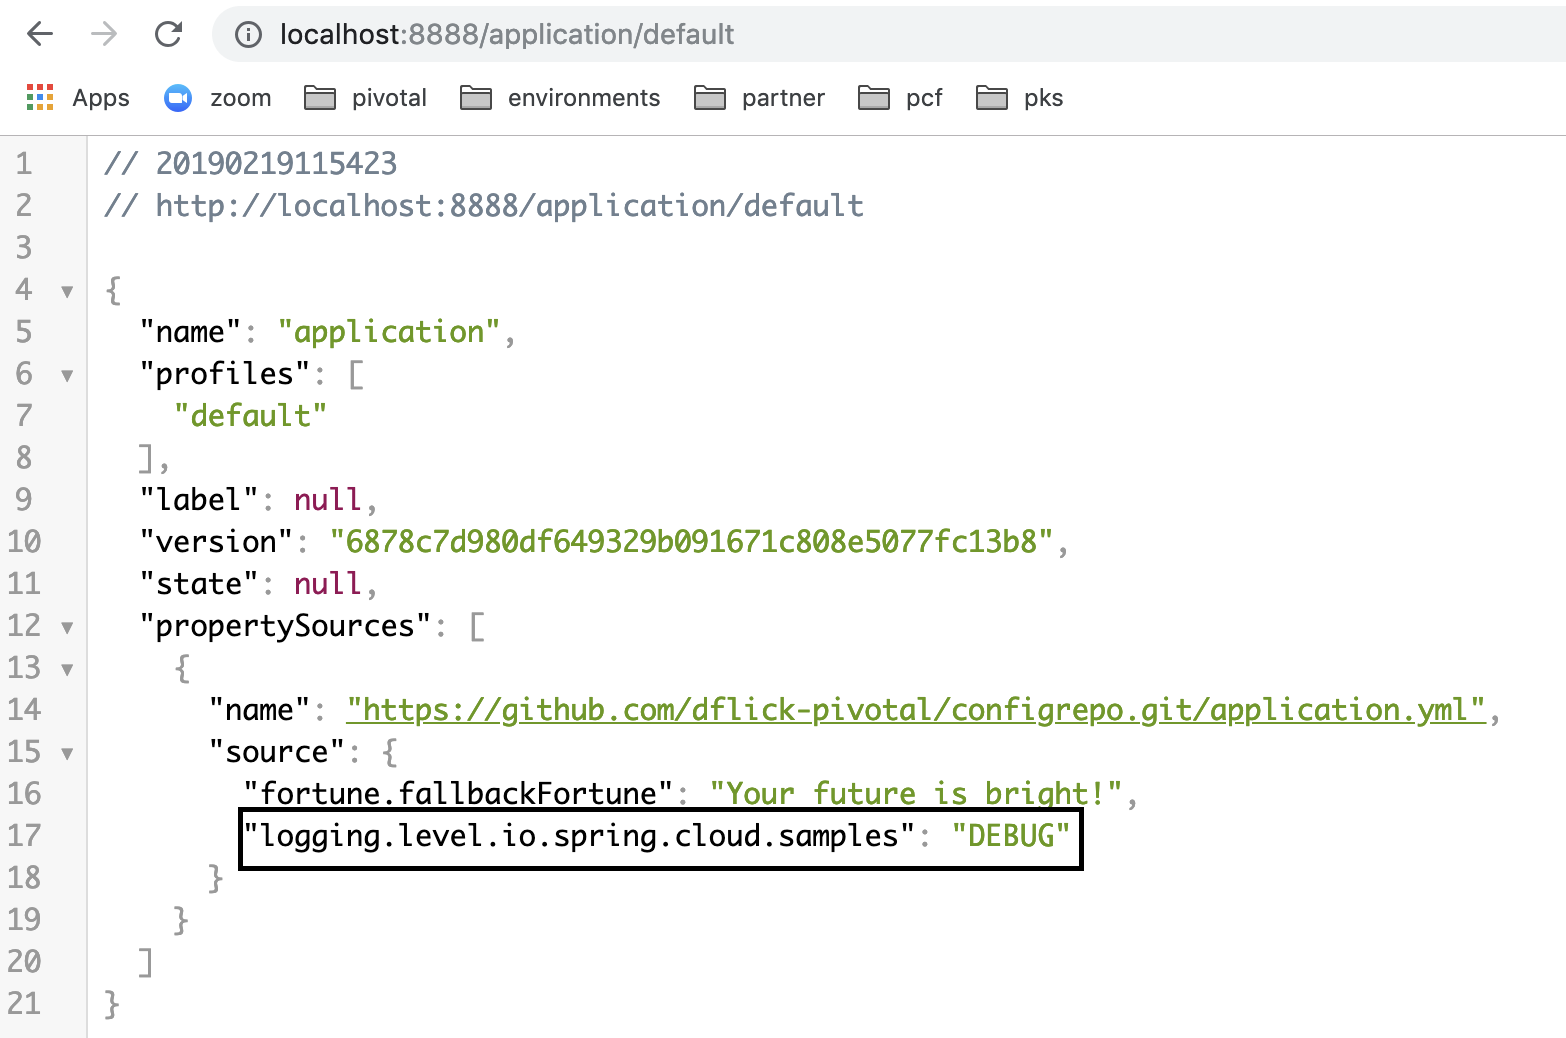 localhost:8888/application/default
Apps zoom pivotal environments partner pcf pks
1 // 20190219115423
2 // http://localhost:8888/application/default
3
4 {
5 "name": "application",
6 "profiles": [
7 "default"
8 ],
9 "label": null,
10 "version": "6878c7d980df649329b091671c808e5077fc13b8",
11 "state": null,
12 "propertySources": [
13 {
14 "name": "https://github.com/dflick-pivotal/configrepo.git/application.yml",
15 "source": {
16 "fortune.fallbackFortune": "Your future is bright!",
17 "logging.level.io.spring.cloud.samples": "DEBUG"
18 }
19 }
20 ]
21 }